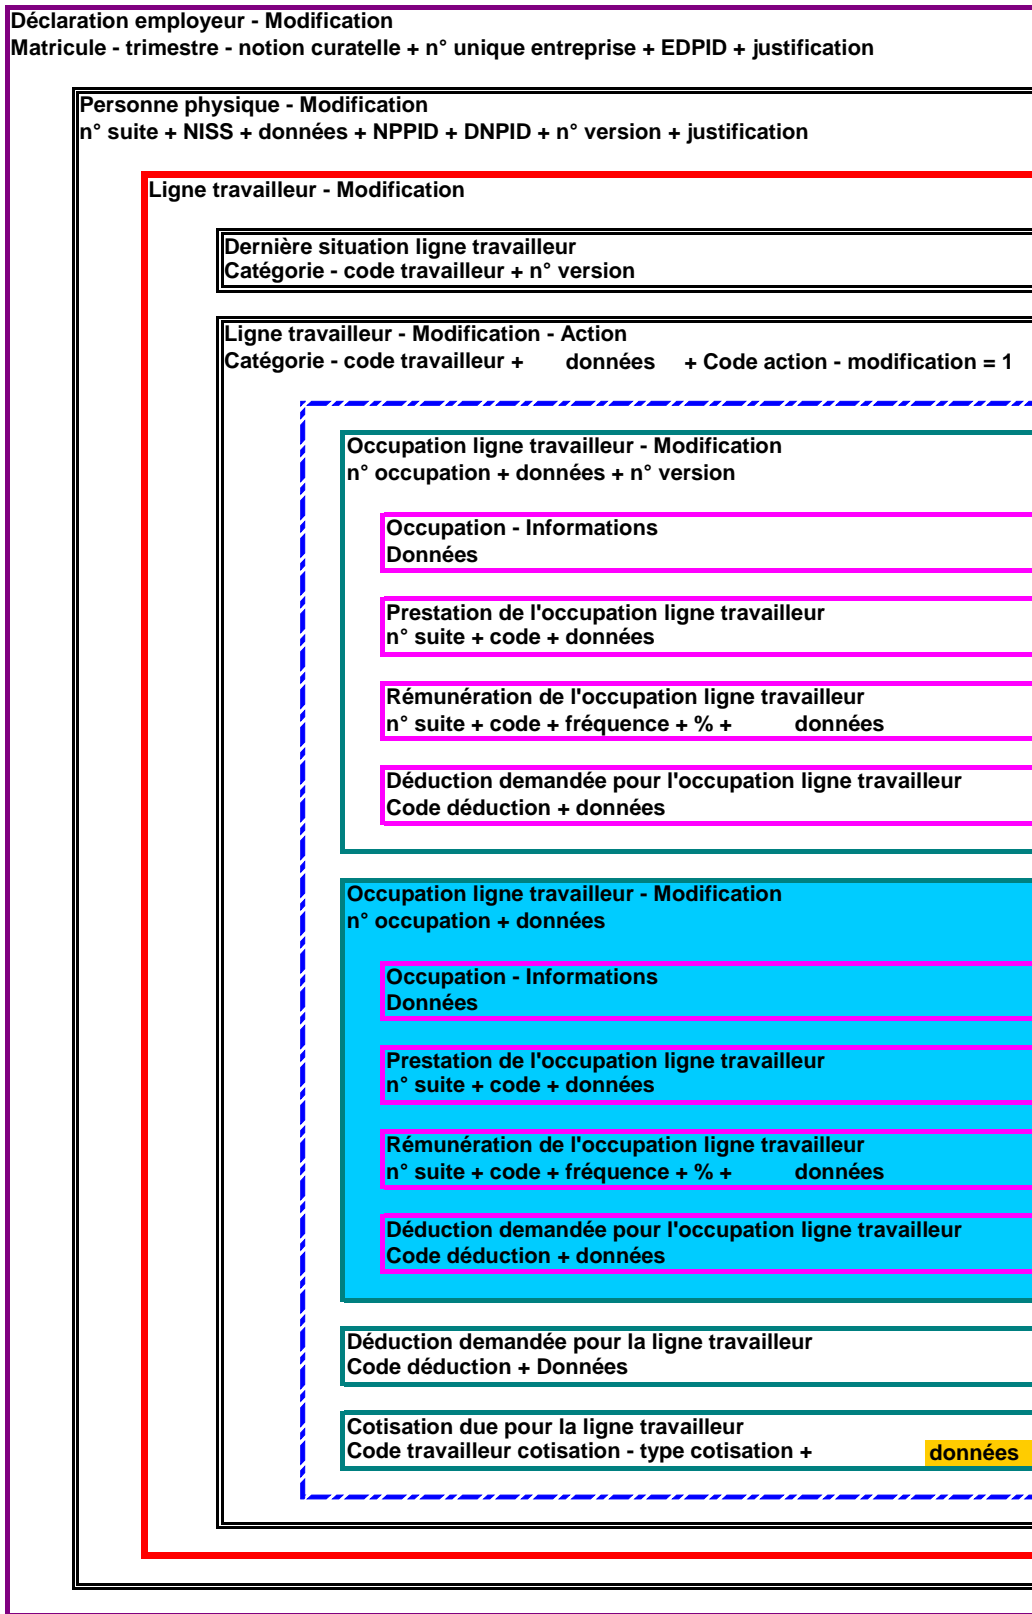 Déclaration employeur - Modification
Matricule - trimestre - notion curatelle + n° unique entreprise + EDPID + justification
Personne physique - Modification
n° suite + NISS + données + NPPID + DNPID + n° version + justification
Ligne travailleur - Modification
Dernière situation ligne travailleur
Catégorie - code travailleur + n° version
Ligne travailleur - Modification - Action
Catégorie - code travailleur + données + Code action - modification = 1
Occupation ligne travailleur - Modification
n° occupation + données + n° version
Occupation - Informations
Données
Prestation de l'occupation ligne travailleur
n° suite + code + données
Rémunération de l'occupation ligne travailleur
n° suite + code + fréquence + % + données
Déduction demandée pour l'occupation ligne travailleur
Code déduction + données
Occupation ligne travailleur - Modification
n° occupation + données
Occupation - Informations
Données
Prestation de l'occupation ligne travailleur
n° suite + code + données
Rémunération de l'occupation ligne travailleur
n° suite + code + fréquence + % + données
Déduction demandée pour l'occupation ligne travailleur
Code déduction + données
Déduction demandée pour la ligne travailleur
Code déduction + Données
Cotisation due pour la ligne travailleur
Code travailleur cotisation - type cotisation + données